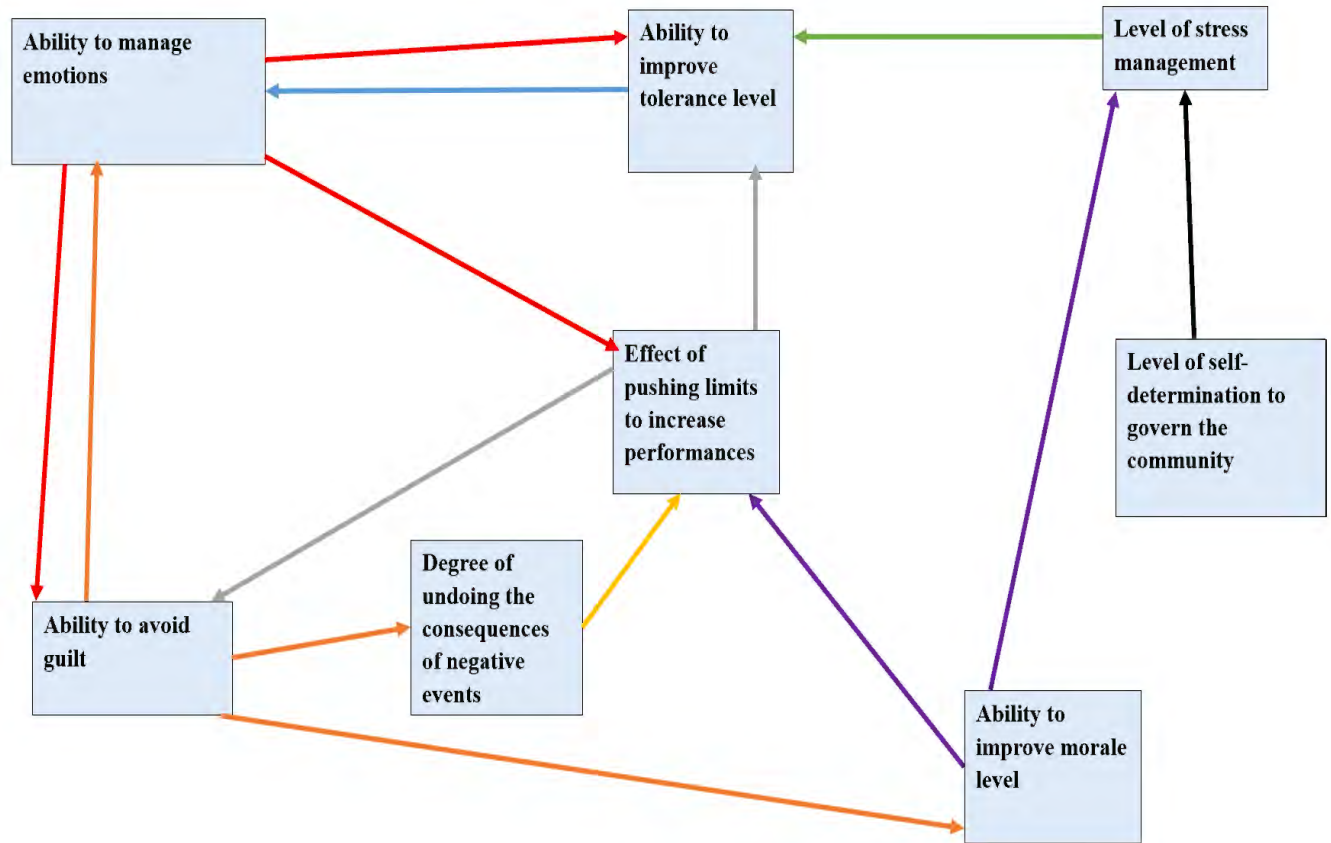 Ability to manage
emotions
Ability to
improve
tolerance level
Level of stress
management
Effect of
pushing limits
to increase
performances
Level of self-
determination to
govern the
community
Degree of
undoing the
consequences
of negative
events
Ability to avoid
guilt
Ability to
improve morale
level